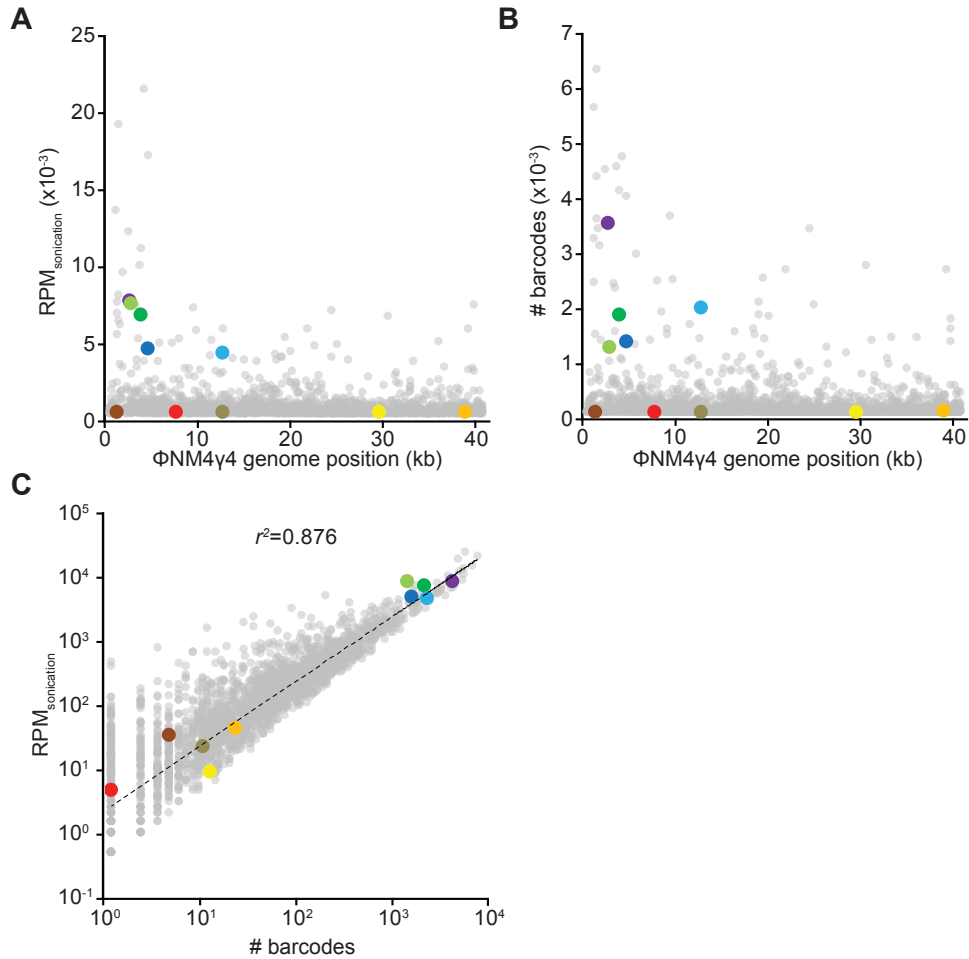 A
25
20
15
10
5
0
RPMsonication (x10⁻³)
0 10 20 30 40
ΦNM4γ4 genome position (kb)
B
7
6
5
4
3
2
1
0
# barcodes (x10⁻³)
0 10 20 30 40
ΦNM4γ4 genome position (kb)
C
r²=0.876
10⁵
10⁴
10³
10²
10¹
10⁰
10⁻¹
RPMsonication
10⁰ 10¹ 10² 10³ 10⁴
# barcodes